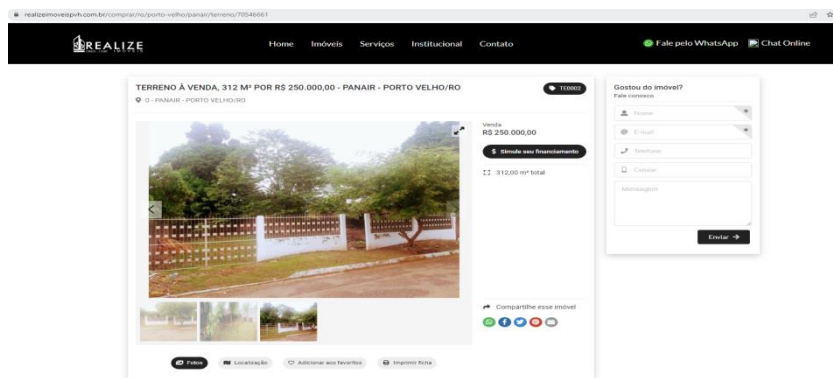 realizeimoveispvh.com.br/comprar/ro/porto-velho/panair/terreno/70546661
REALIZE
Home Imóveis Serviços Institucional Contato
Fale pelo WhatsApp Chat Online
TERRENO À VENDA, 312 M² POR R$ 250.000,00 - PANAIR - PORTO VELHO/RO
TE0002
0 - PANAIR - PORTO VELHO/RO
Venda
R$ 250.000,00
$ Simule seu financiamento
312,00 m² total
Compartilhe esse imóvel
Fotos Localização Adicionar aos favoritos Imprimir ficha
Gostou do imóvel?
Fale conosco
Nome
E-mail
Telefone
Celular
Mensagem
Enviar